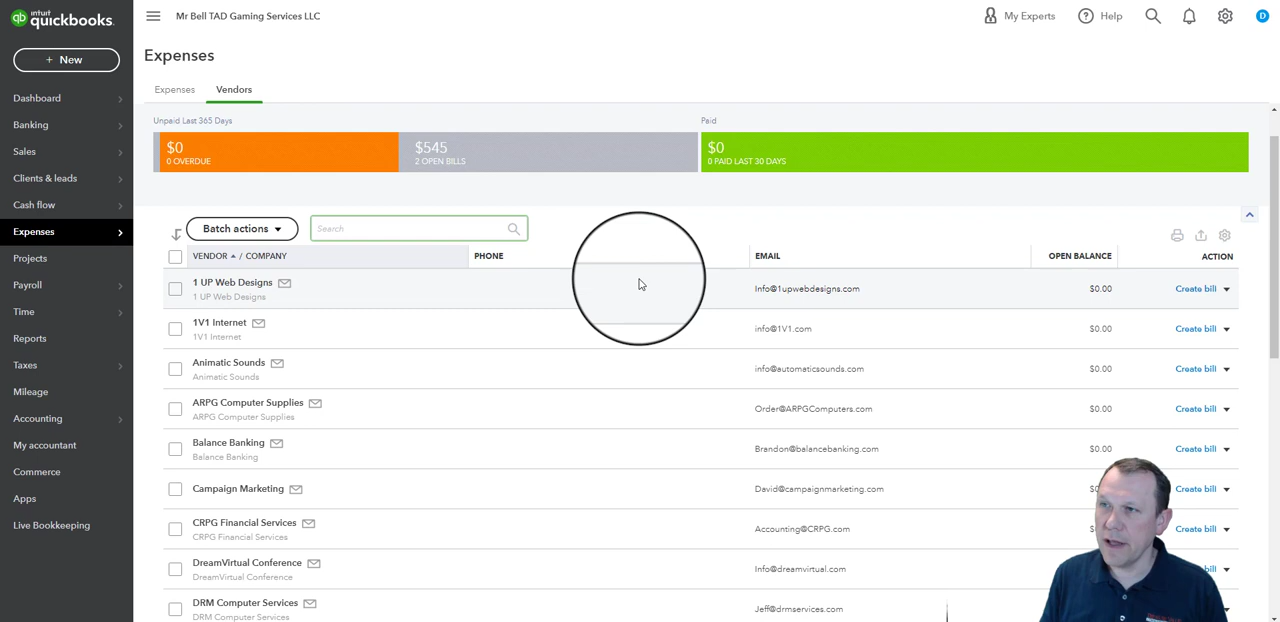 intuit
qb quickbooks.
Mr Bell TAD Gaming Services LLC
My Experts
Help
D
+ New
Dashboard
Banking
Sales
Clients & leads
Cash flow
Expenses
Projects
Payroll
Time
Reports
Taxes
Mileage
Accounting
My accountant
Commerce
Apps
Live Bookkeeping
Expenses
Expenses Vendors
Unpaid Last 365 Days
Paid
$0
0 OVERDUE
$545
2 OPEN BILLS
$0
0 PAID LAST 30 DAYS
Batch actions
Search
VENDOR / COMPANY PHONE EMAIL OPEN BALANCE ACTION
1 UP Web Designs
1 UP Web Designs
Info@1upwebdesigns.com $0.00 Create bill
1V1 Internet
1V1 Internet
info@1V1.com $0.00 Create bill
Animatic Sounds
Animatic Sounds
info@automaticsounds.com $0.00 Create bill
ARPG Computer Supplies
ARPG Computer Supplies
Order@ARPGComputers.com $0.00 Create bill
Balance Banking
Balance Banking
Brandon@balancebanking.com $0.00 Create bill
Campaign Marketing
David@campaignmarketing.com Create bill
CRPG Financial Services
CRPG Financial Services
Accounting@CRPG.com Create bill
DreamVirtual Conference
DreamVirtual Conference
Info@dreamvirtual.com bill
DRM Computer Services
DRM Computer Services
Jeff@drmservices.com